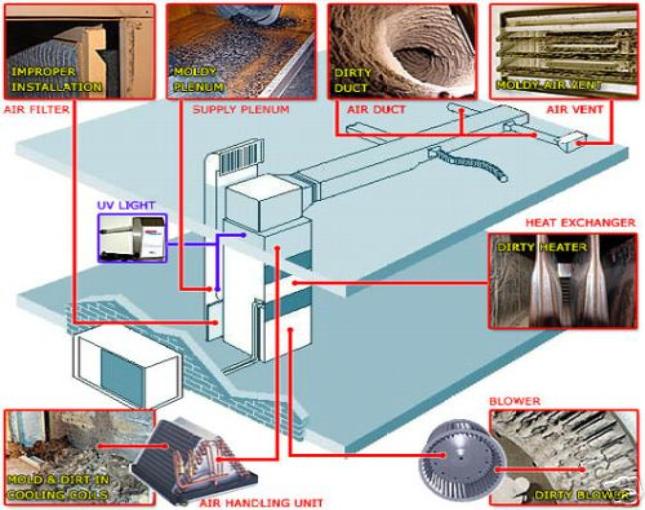 IMPROPER
INSTALLATION
AIR FILTER
MOLDY
PLENUM
SUPPLY PLENUM
DIRTY
DUCT
AIR DUCT
MOLDY AIR VENT
AIR VENT
UV LIGHT
HEAT EXCHANGER
DIRTY HEATER
BLOWER
MOLD & DIRT IN
COOLING COILS
AIR HANDLING UNIT
DIRTY BLOWER